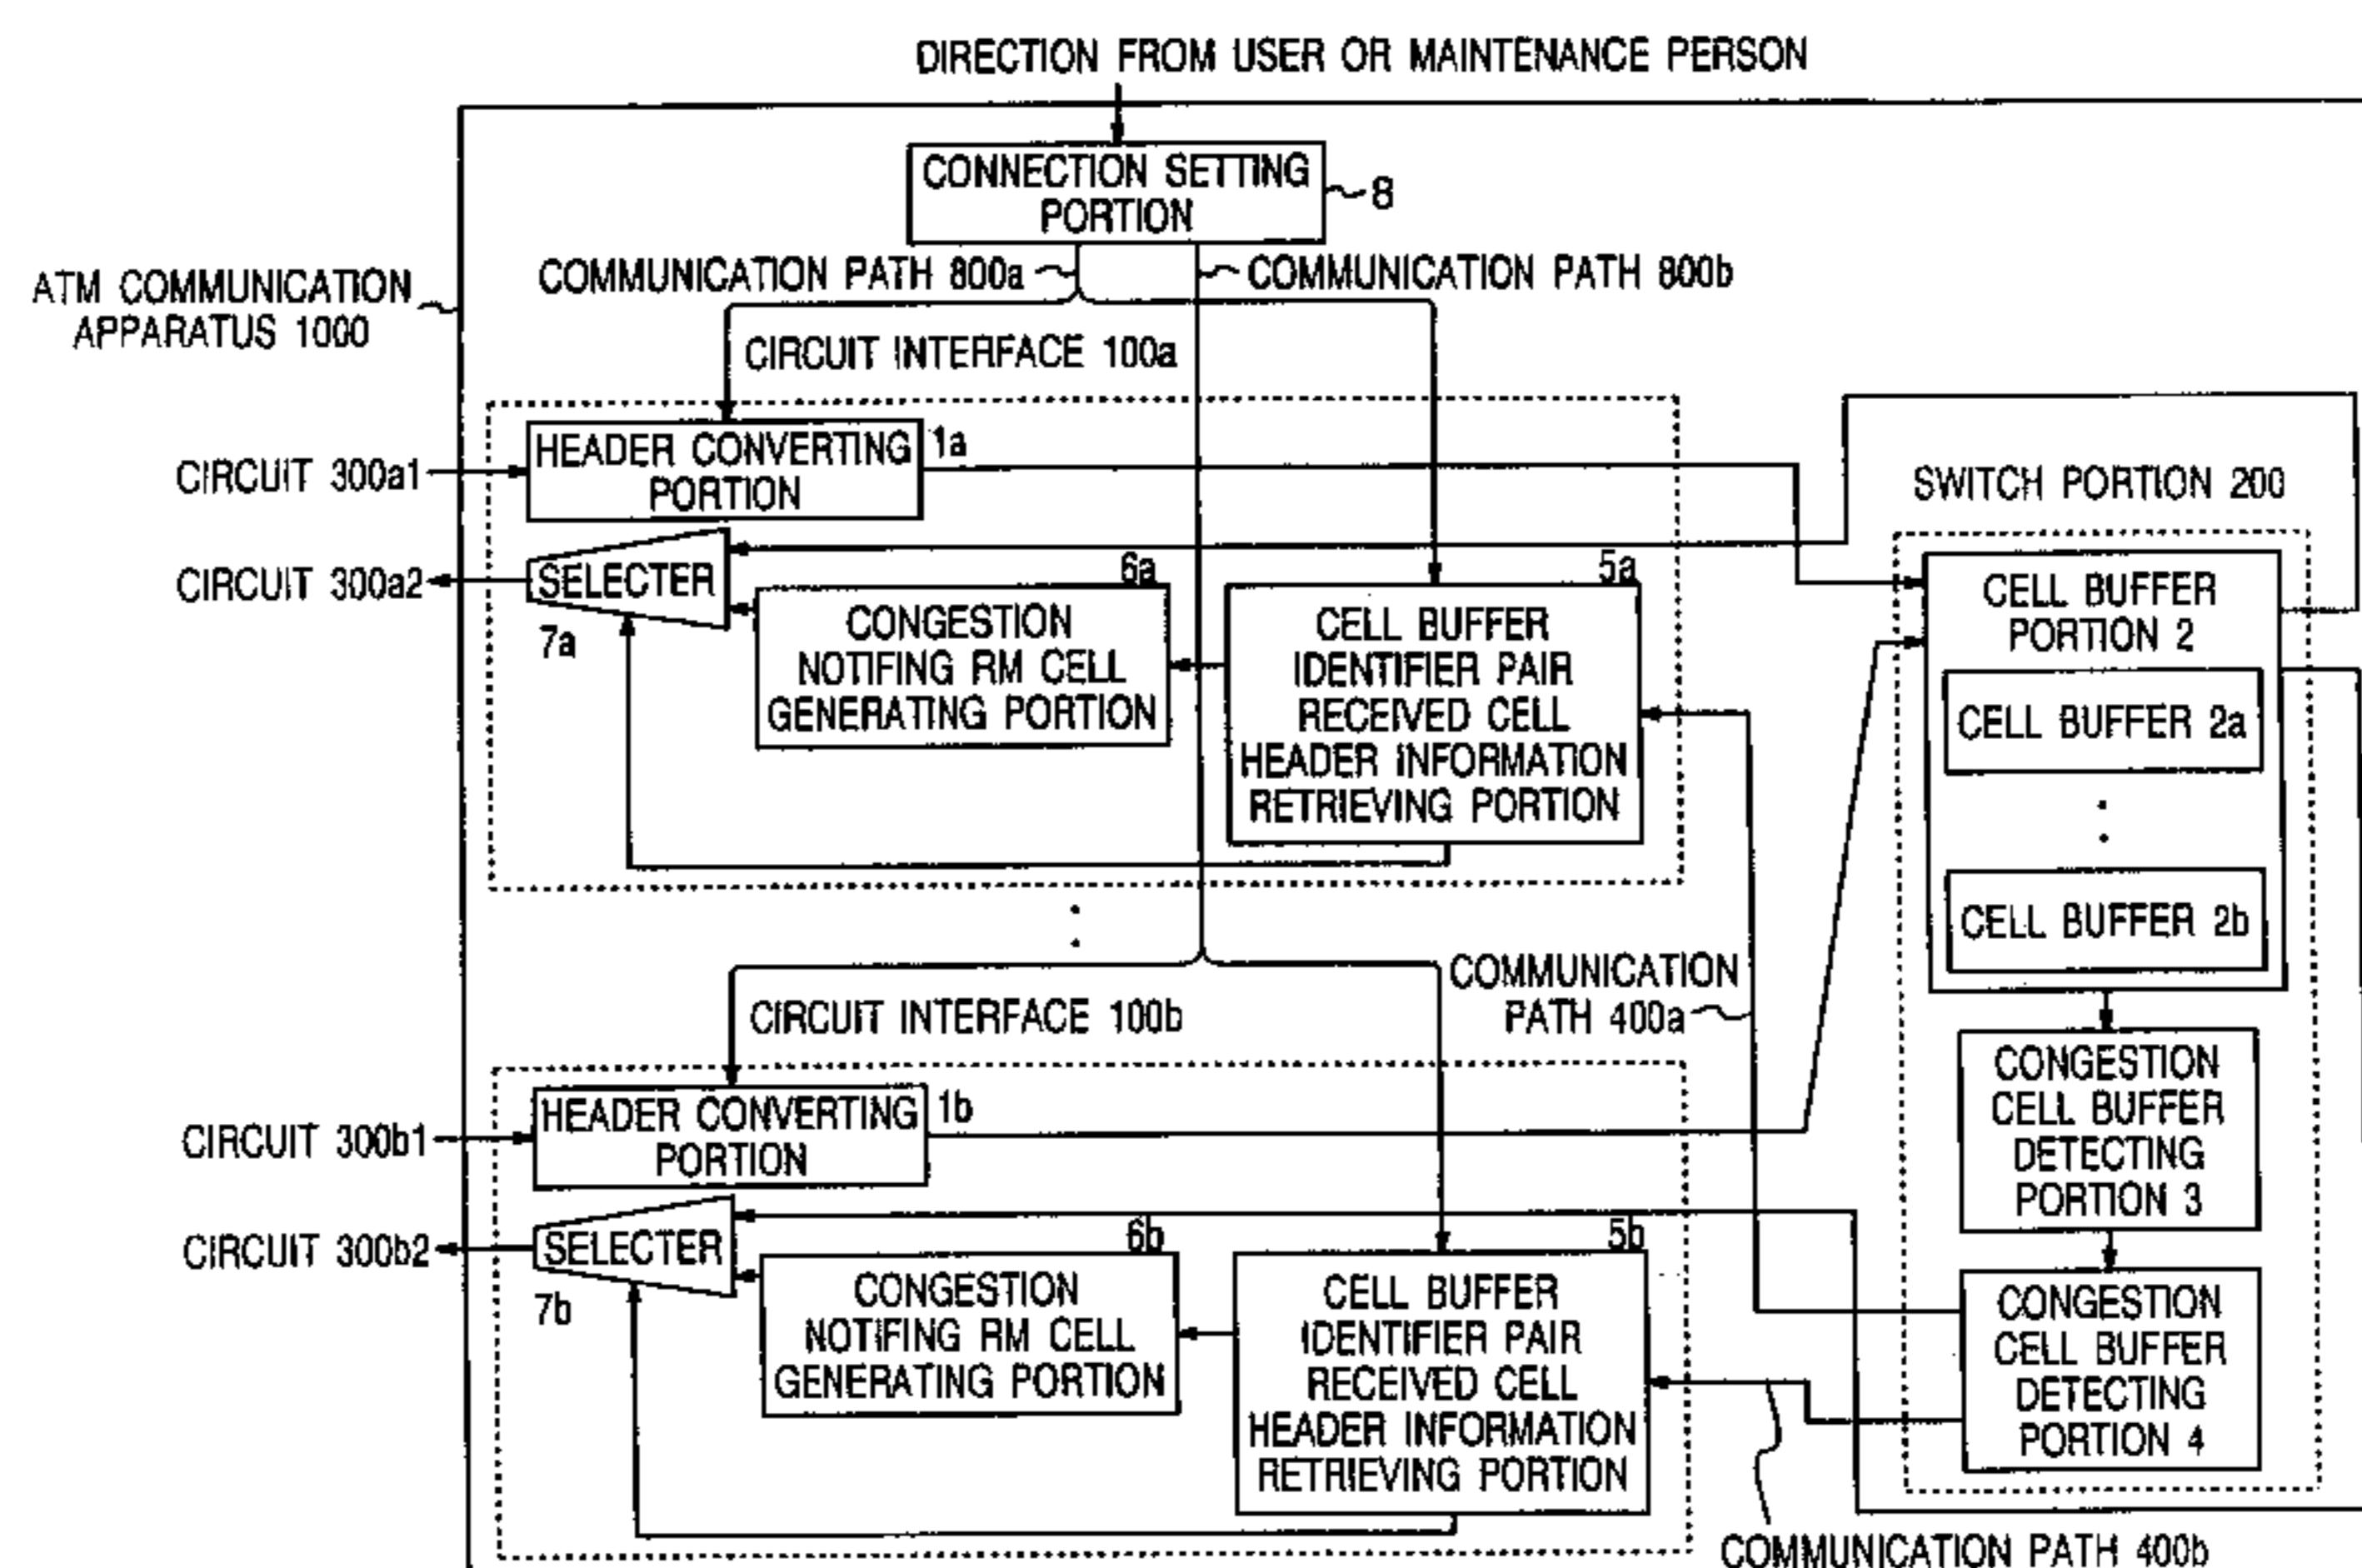 DIRECTION FROM USER OR MAINTENANCE PERSON
CONNECTION SETTING
PORTION
8
COMMUNICATION PATH 800a
COMMUNICATION PATH 800b
ATM COMMUNICATION
APPARATUS 1000
CIRCUIT INTERFACE 100a
CIRCUIT 300a1
HEADER CONVERTING
PORTION
1a
SWITCH PORTION 200
CIRCUIT 300a2
SELECTER
7a
6a
CONGESTION
NOTIFING RM CELL
GENERATING PORTION
5a
CELL BUFFER
IDENTIFIER PAIR
RECEIVED CELL
HEADER INFORMATION
RETRIEVING PORTION
CELL BUFFER
PORTION 2
CELL BUFFER 2a
CELL BUFFER 2b
COMMUNICATION
PATH 400a
CIRCUIT INTERFACE 100b
CONGESTION
CELL BUFFER
DETECTING
PORTION 3
CIRCUIT 300b1
HEADER CONVERTING
PORTION
1b
CIRCUIT 300b2
SELECTER
7b
6b
CONGESTION
NOTIFING RM CELL
GENERATING PORTION
5b
CELL BUFFER
IDENTIFIER PAIR
RECEIVED CELL
HEADER INFORMATION
RETRIEVING PORTION
CONGESTION
CELL BUFFER
DETECTING
PORTION 4
COMMUNICATION PATH 400b